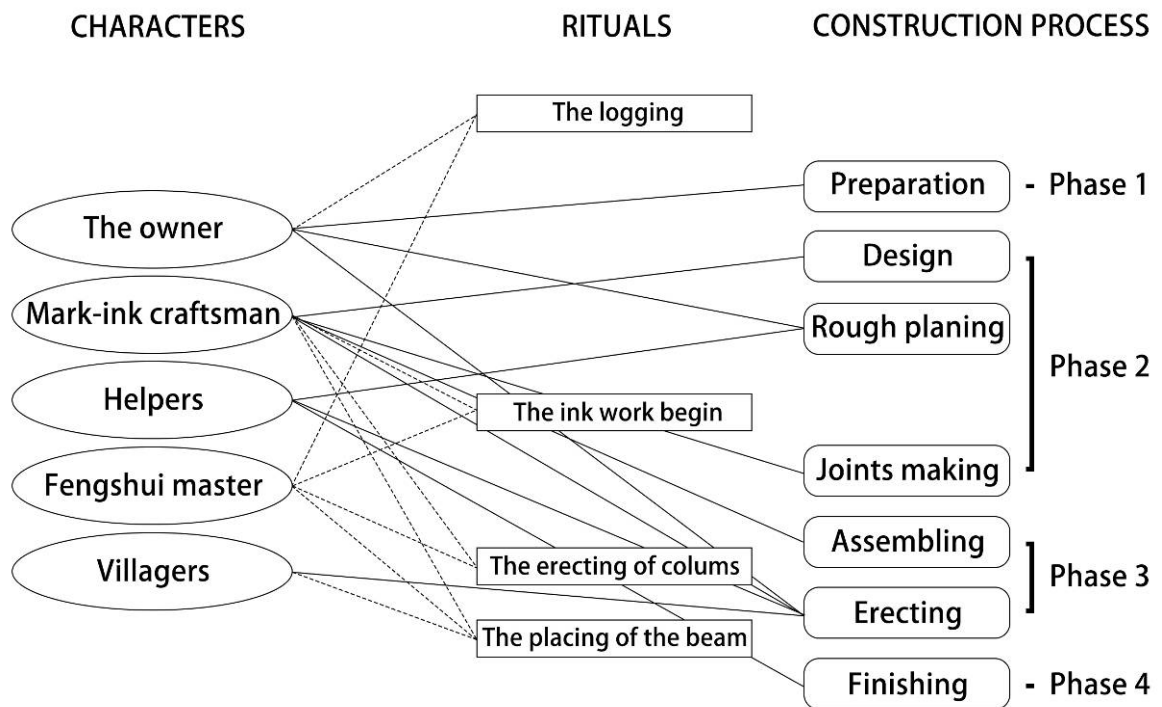 CHARACTERS
RITUALS
CONSTRUCTION PROCESS
The owner
Mark-ink craftsman
Helpers
Fengshui master
Villagers
The logging
The ink work begin
The erecting of colums
The placing of the beam
Preparation
Design
Rough planing
Joints making
Assembling
Erecting
Finishing
- Phase 1
Phase 2
Phase 3
- Phase 4